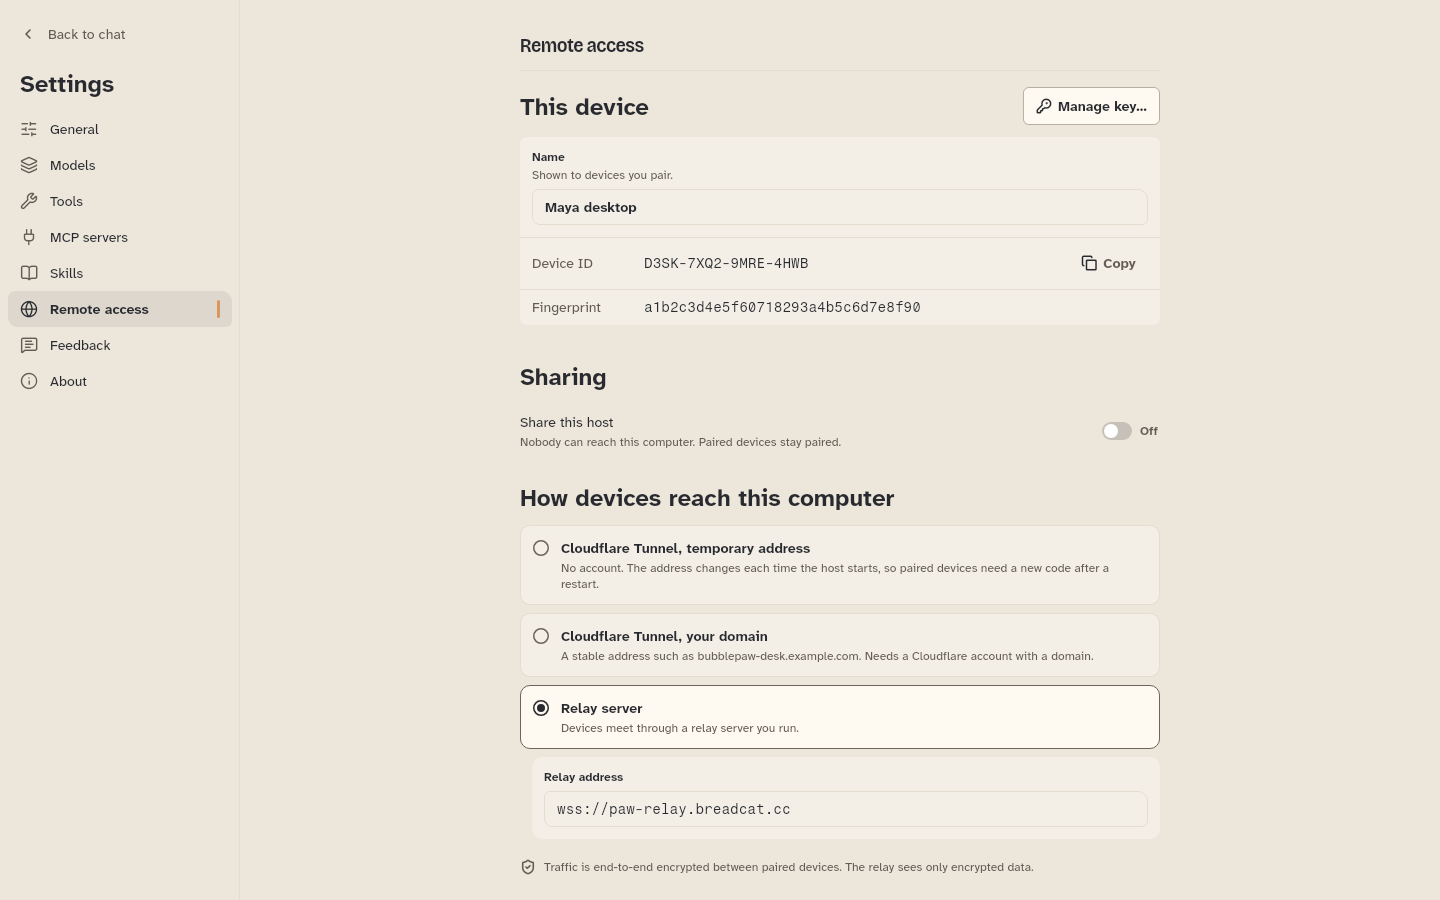 Back to chat
Settings
General
Models
Tools
MCP servers
Skills
Remote access
Feedback
About
Remote access
This device
Manage key...
Name
Shown to devices you pair.
Maya desktop
Device ID
D3SK-7XQ2-9MRE-4HWB
Copy
Fingerprint
a1b2c3d4e5f60718293a4b5c6d7e8f90
Sharing
Share this host
Nobody can reach this computer. Paired devices stay paired.
Off
How devices reach this computer
Cloudflare Tunnel, temporary address
No account. The address changes each time the host starts, so paired devices need a new code after a
restart.
Cloudflare Tunnel, your domain
A stable address such as bubblepaw-desk.example.com. Needs a Cloudflare account with a domain.
Relay server
Devices meet through a relay server you run.
Relay address
wss://paw-relay.breadcat.cc
Traffic is end-to-end encrypted between paired devices. The relay sees only encrypted data.